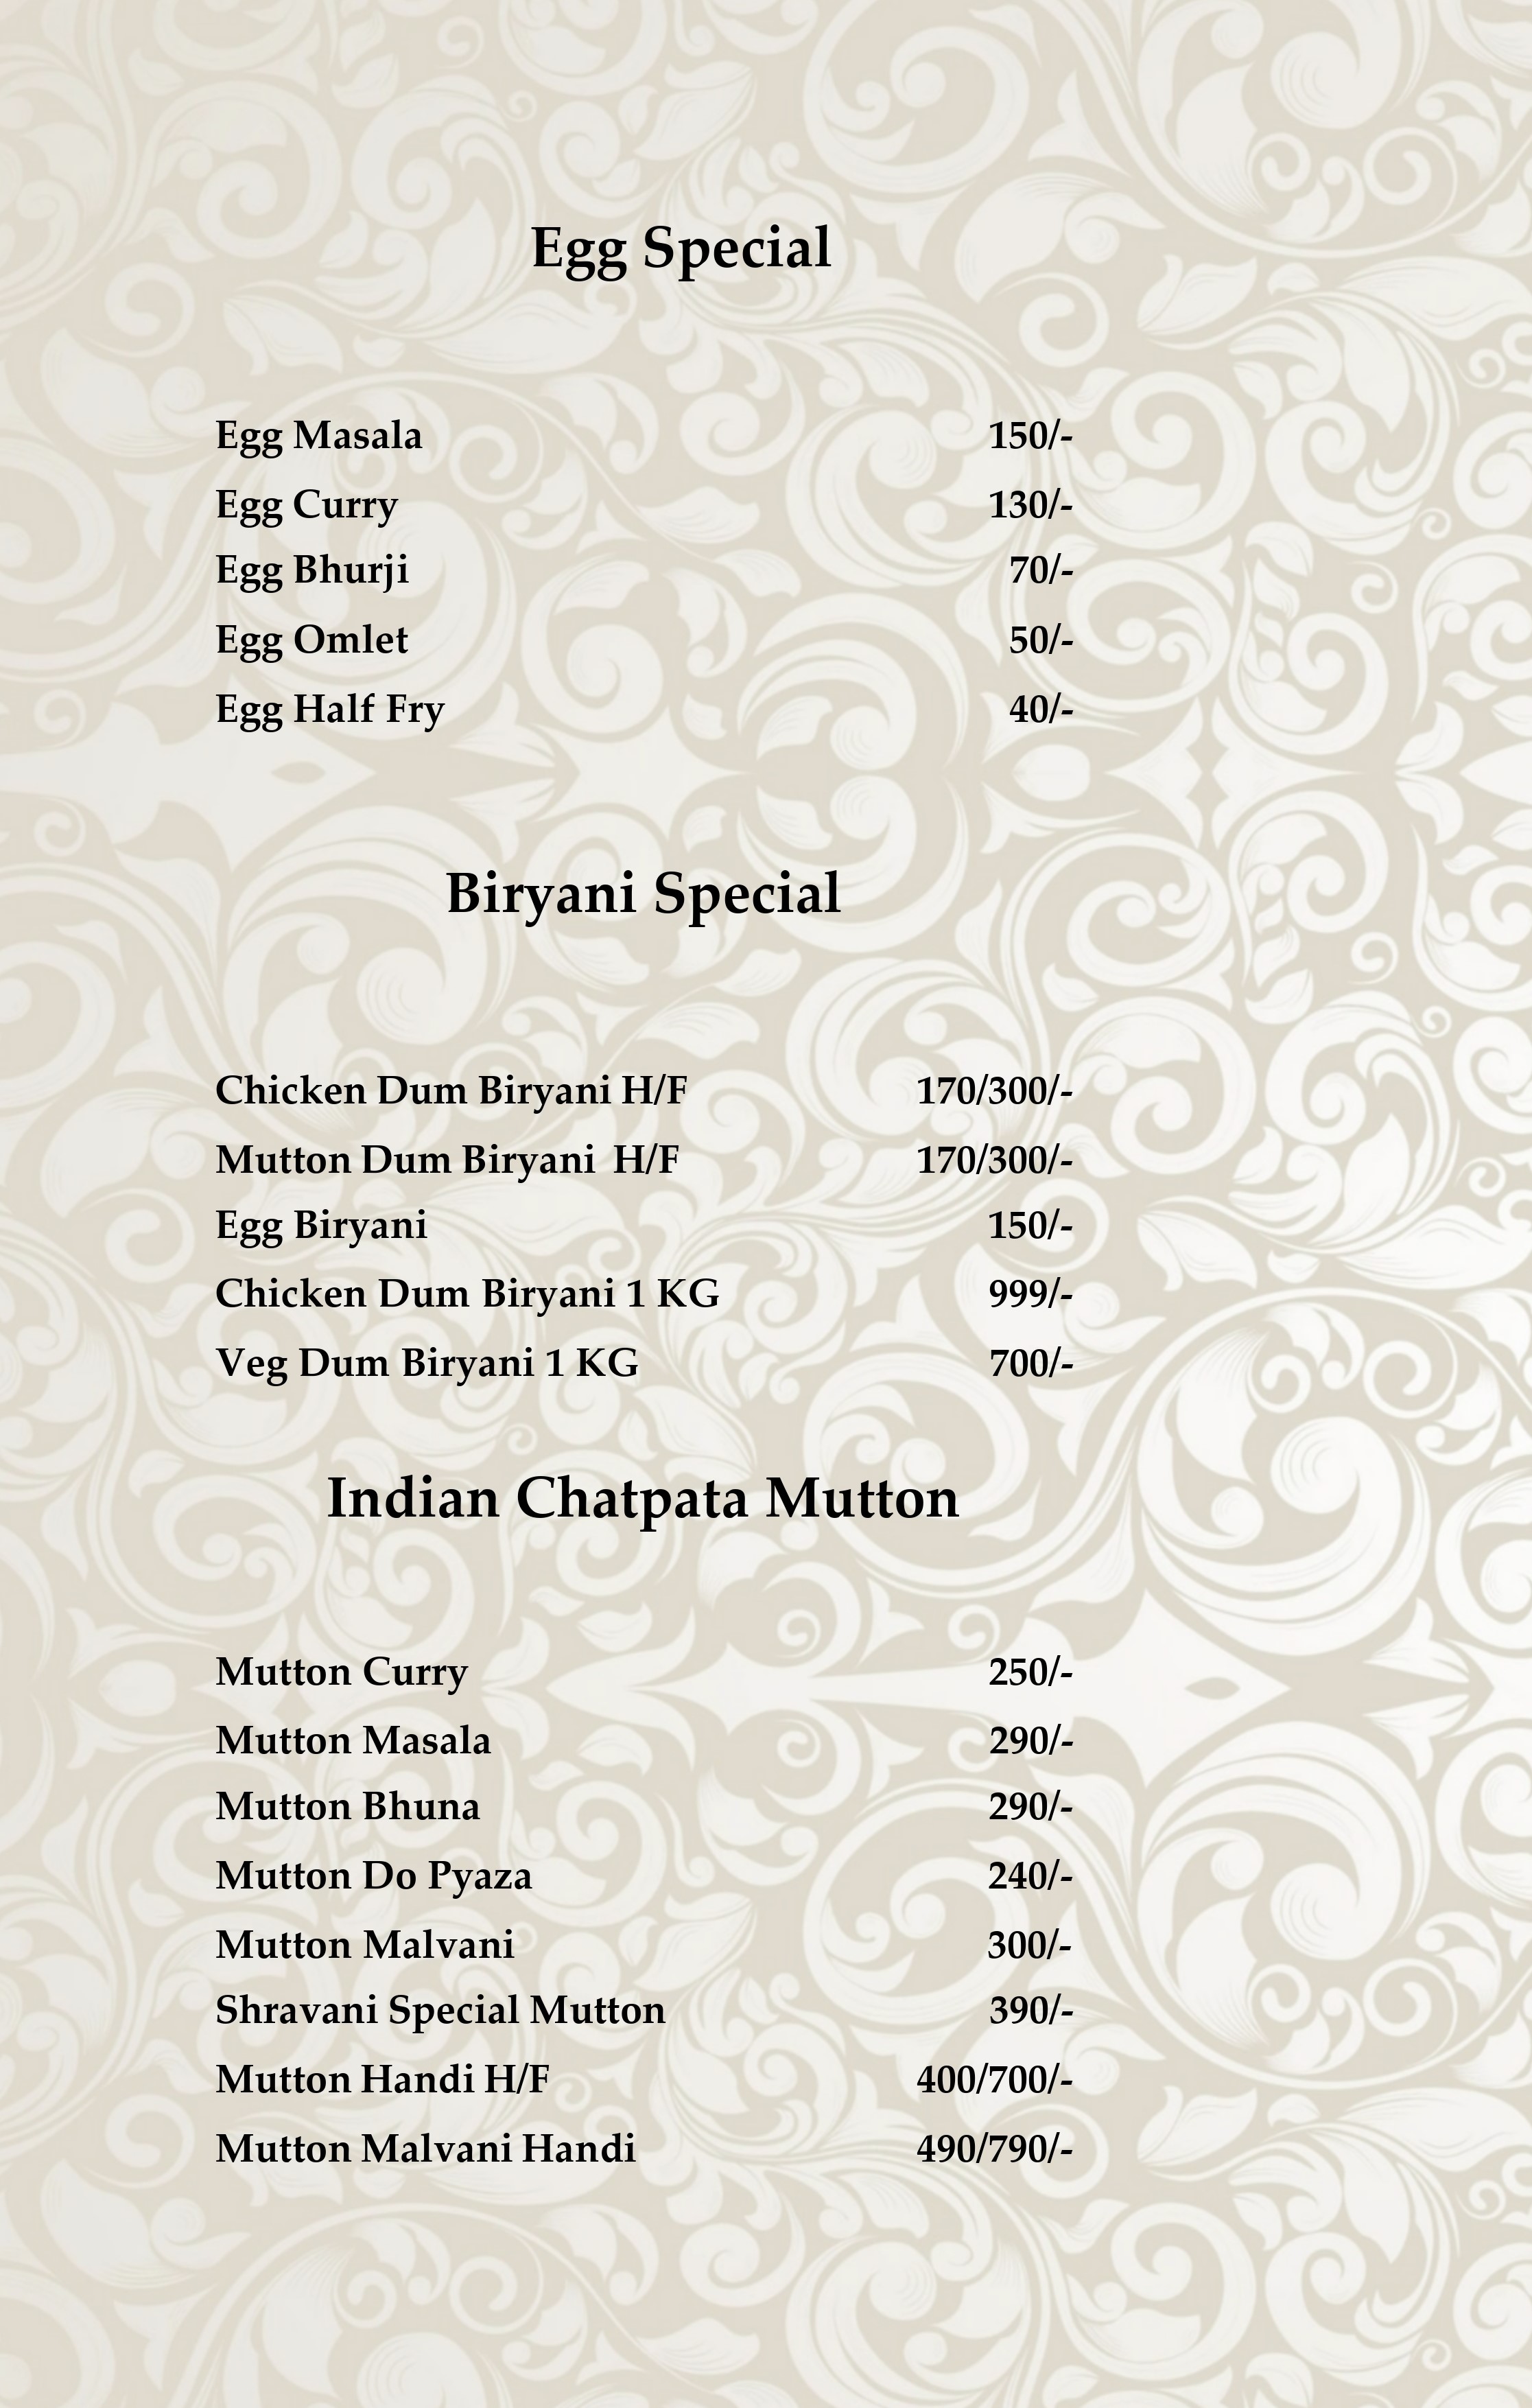 Egg Special
Egg Masala 150/-
Egg Curry 130/-
Egg Bhurji 70/-
Egg Omlet 50/-
Egg Half Fry 40/-
Biryani Special
Chicken Dum Biryani H/F 170/300/-
Mutton Dum Biryani H/F 170/300/-
Egg Biryani 150/-
Chicken Dum Biryani 1 KG 999/-
Veg Dum Biryani 1 KG 700/-
Indian Chatpata Mutton
Mutton Curry 250/-
Mutton Masala 290/-
Mutton Bhuna 290/-
Mutton Do Pyaza 240/-
Mutton Malvani 300/-
Shravani Special Mutton 390/-
Mutton Handi H/F 400/700/-
Mutton Malvani Handi 490/790/-